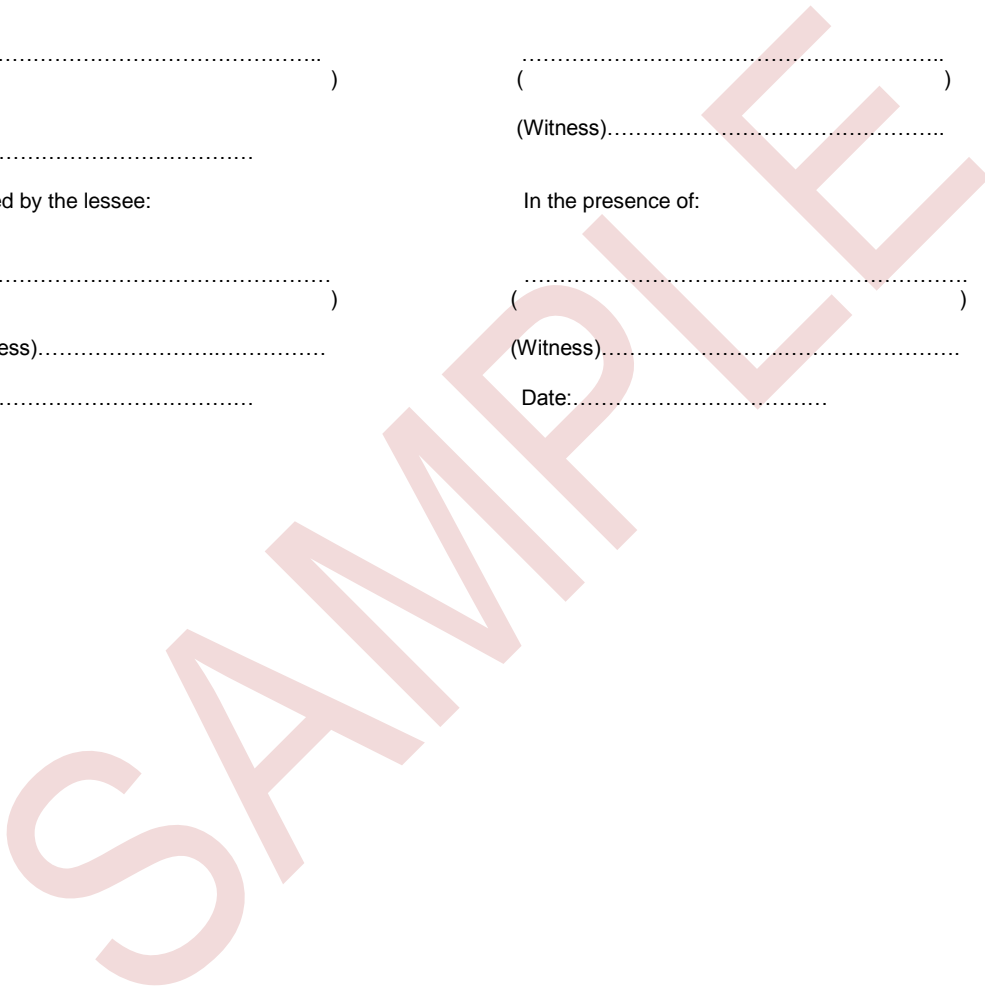 ………………………………………….. …………………………………………………..
) ( )
(Witness)………………………………………..
………………………………
ed by the lessee: In the presence of:
………………………………………… ……………………………………………………
) ( )
ess)………………………………… (Witness)………………………………………….
……………………………… Date:………………………………
SAMPLE